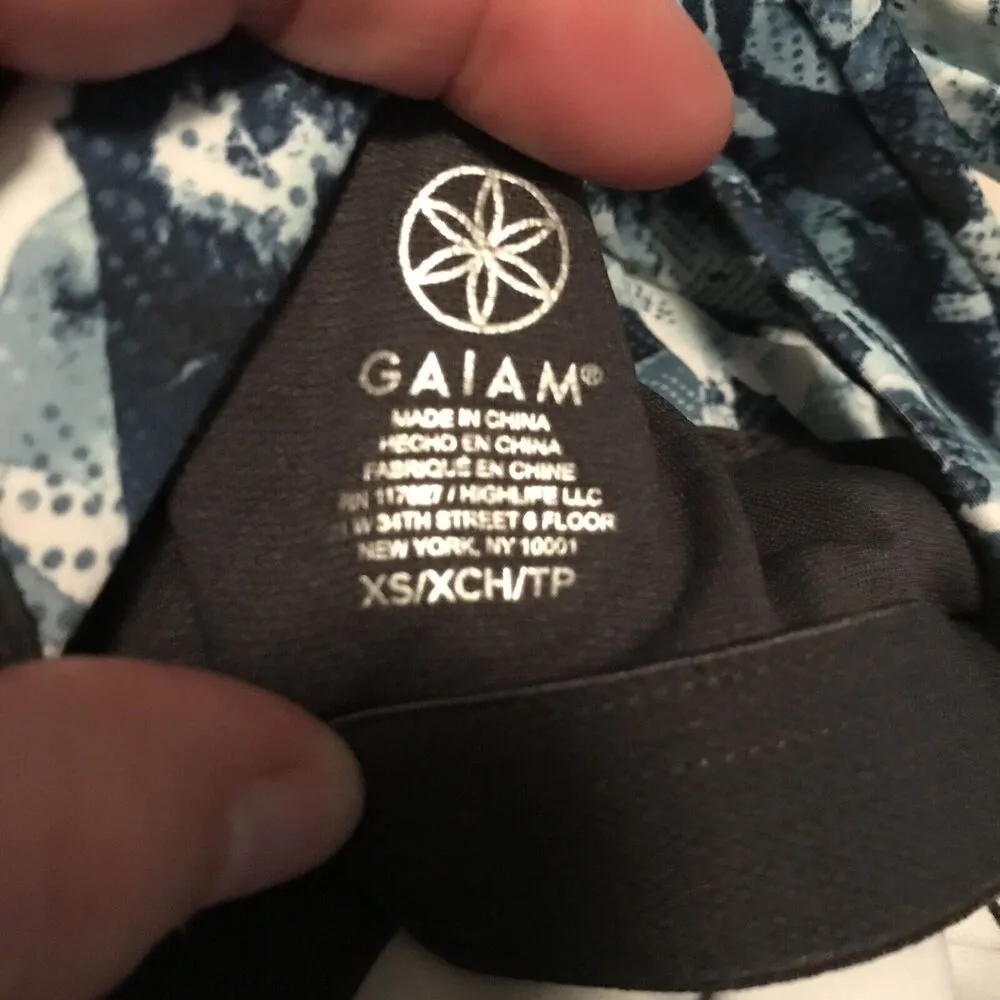 GAIAM®
MADE IN CHINA
HECHO EN CHINA
FABRIQUÉ EN CHINE
RN / HIGHLIFE LLC
W 34TH STREET 6 FLOOR
NEW YORK, NY 10001
XS/XCH/TP